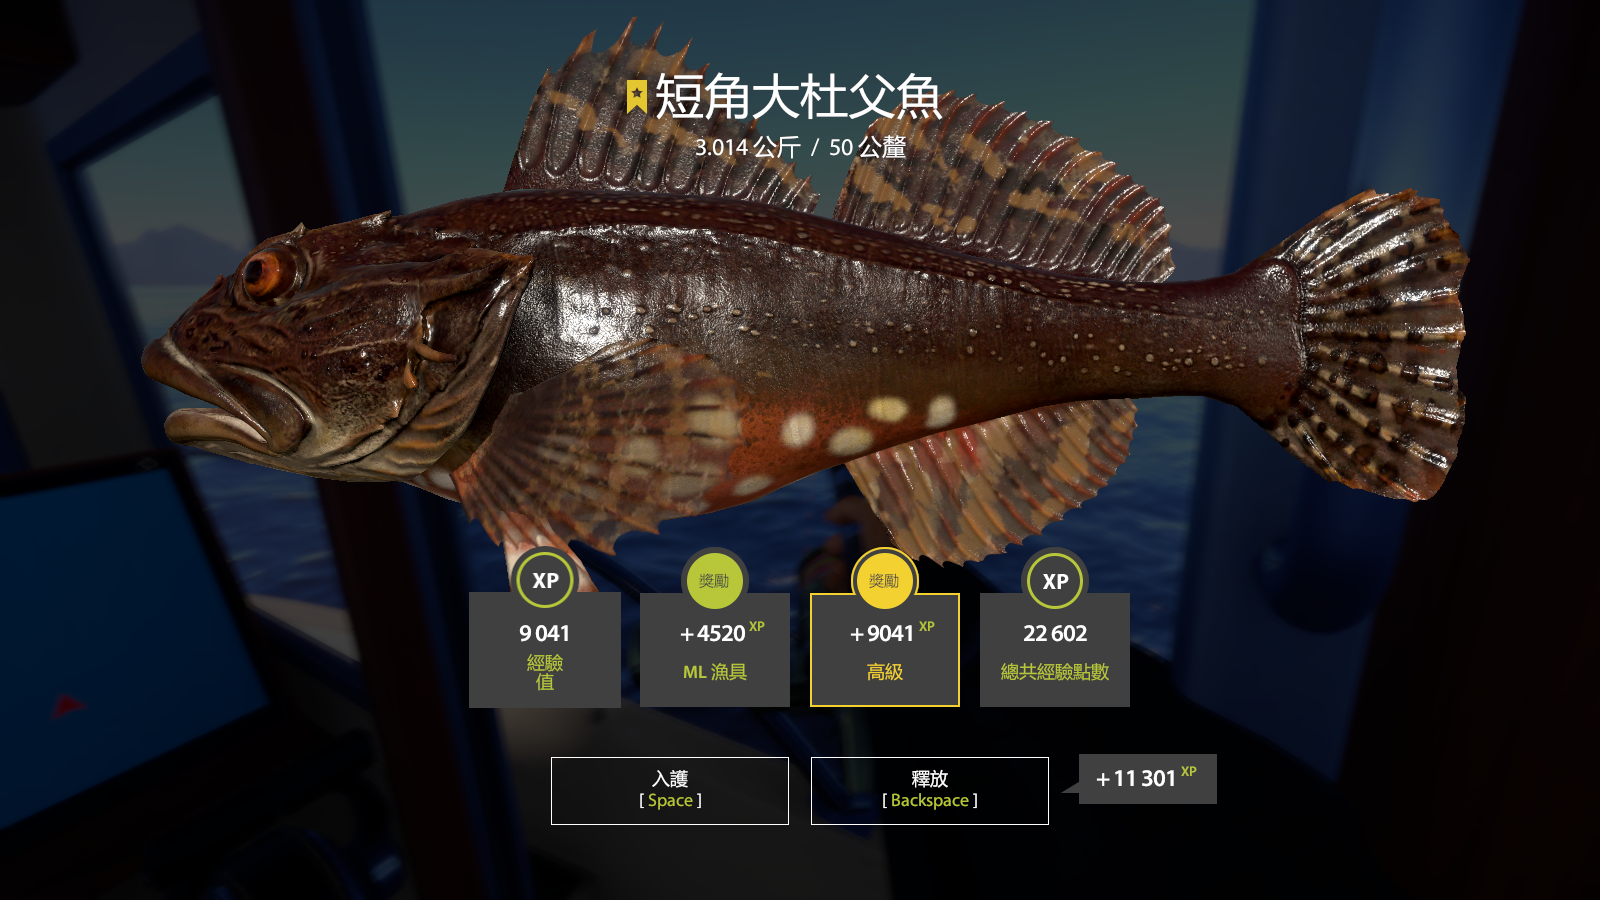 短角大杜父魚
3.014 公斤 / 50 公釐
XP
9 041
經驗
值
獎勵
+4520 XP
ML 漁具
獎勵
+9041 XP
高級
XP
22 602
總共經驗點數
入護
[ Space ]
釋放
[ Backspace ]
+11 301 XP